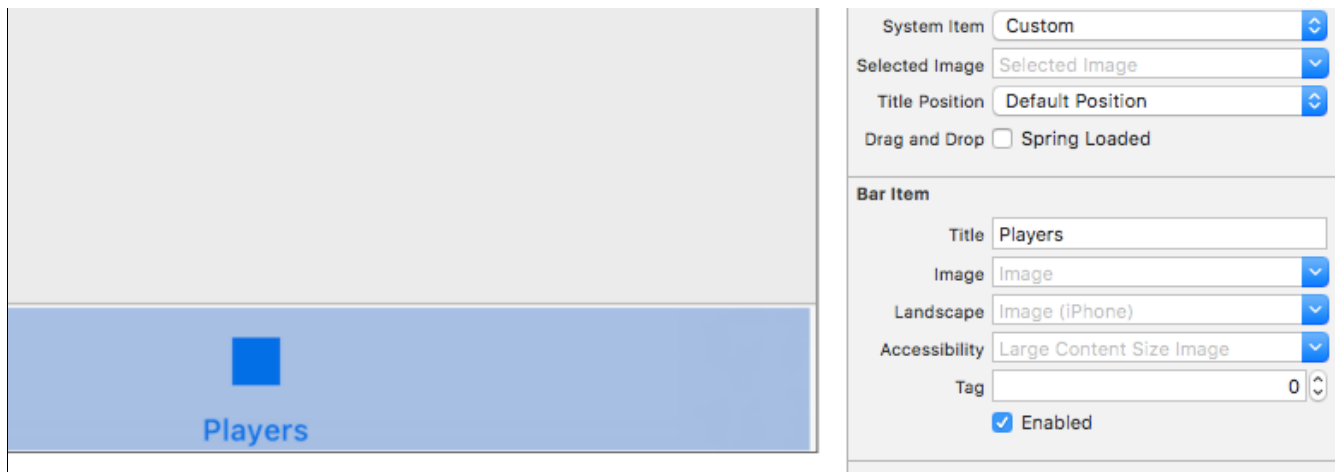 System Item Custom
Selected Image Selected Image
Title Position Default Position
Drag and Drop Spring Loaded
Bar Item
Title Players
Image Image
Landscape Image (iPhone)
Accessibility Large Content Size Image
Tag 0
Enabled
Players